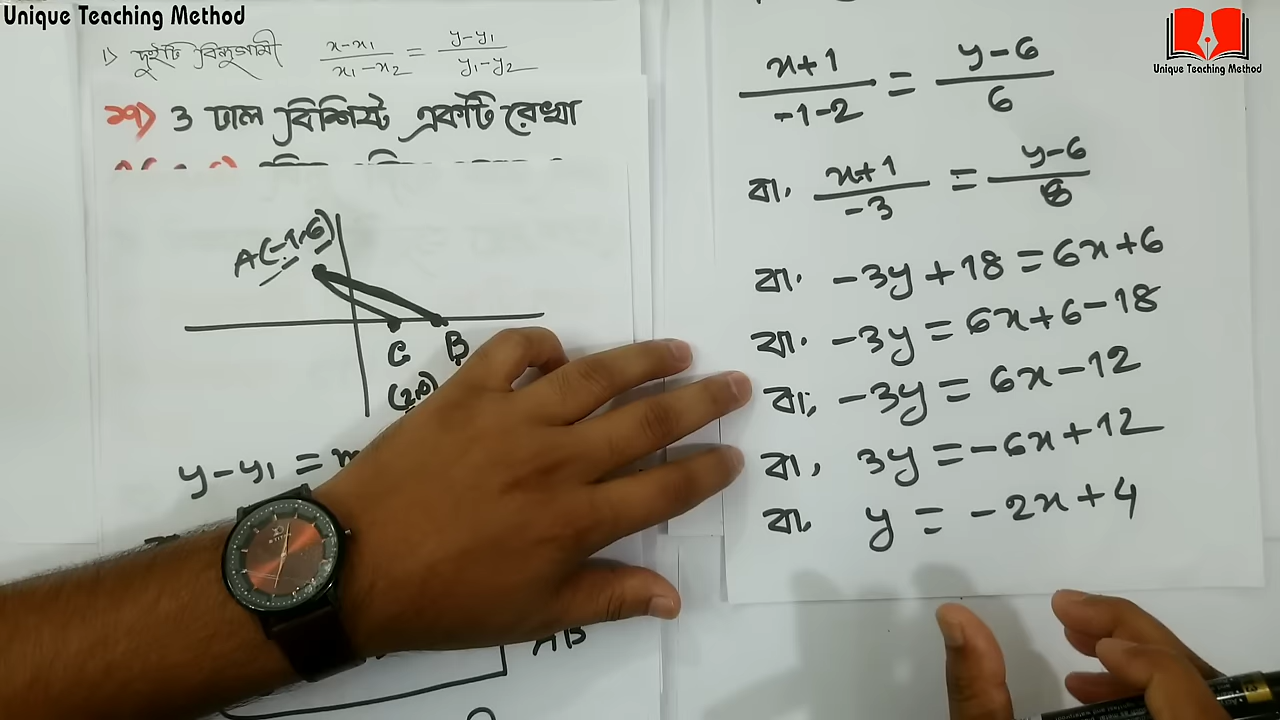 Unique Teaching Method
১) দুইটি বিন্দুগামী x-x₁/x₁-x₂ = y-y₁/y₁-y₂
3 ঢাল বিশিষ্ট একটি রেখা
A(-1,6)
C B
(2,0)
y-y₁ = m
AB
Unique Teaching Method
x+1/-1-2 = y-6/6
বা, x+1/-3 = y-6/6
বা, -3y+18=6x+6
বা, -3y=6x+6-18
বা, -3y=6x-12
বা, 3y=-6x+12
বা, y=-2x+4